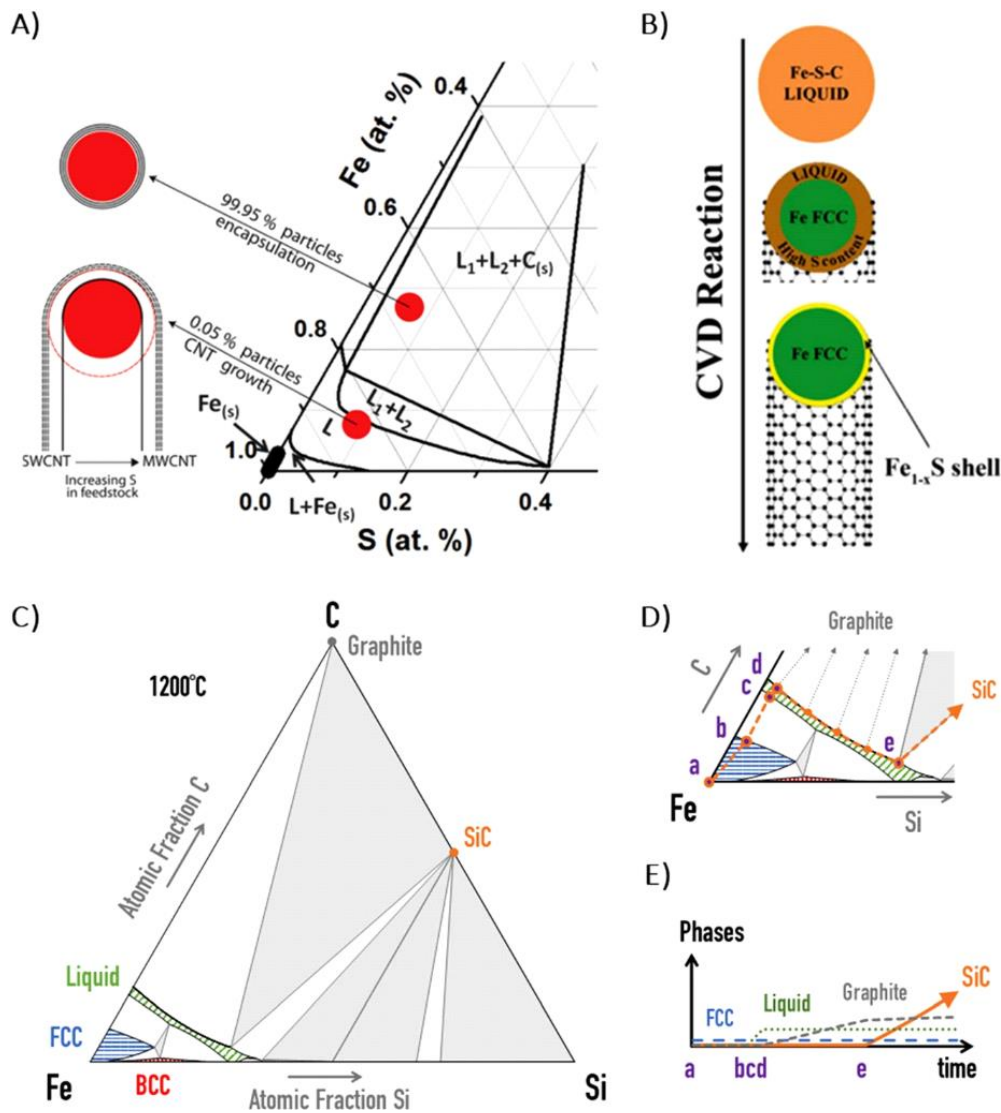 A)
Fe (at. %)
0.4
0.6
0.8
1.0
99.95 % particles
encapsulation
0.05 % particles
CNT growth
L₁+L₂+C₍ₛ₎
L₁+L₂
L
Fe₍ₛ₎
L+Fe₍ₛ₎
0.0
0.2
0.4
S (at. %)
SWCNT
MWCNT
Increasing S
in feedstock
B)
CVD Reaction
Fe-S-C
LIQUID
LIQUID
Fe FCC
High S content
Fe FCC
Fe₁₋ₓS shell
C)
1200°C
C
Graphite
Atomic Fraction C
SiC
Liquid
FCC
BCC
Fe
Atomic Fraction Si
Si
D)
Graphite
C
SiC
d
c
b
a
e
Fe
Si
E)
Phases
SiC
Graphite
Liquid
FCC
a
bcd
e
time